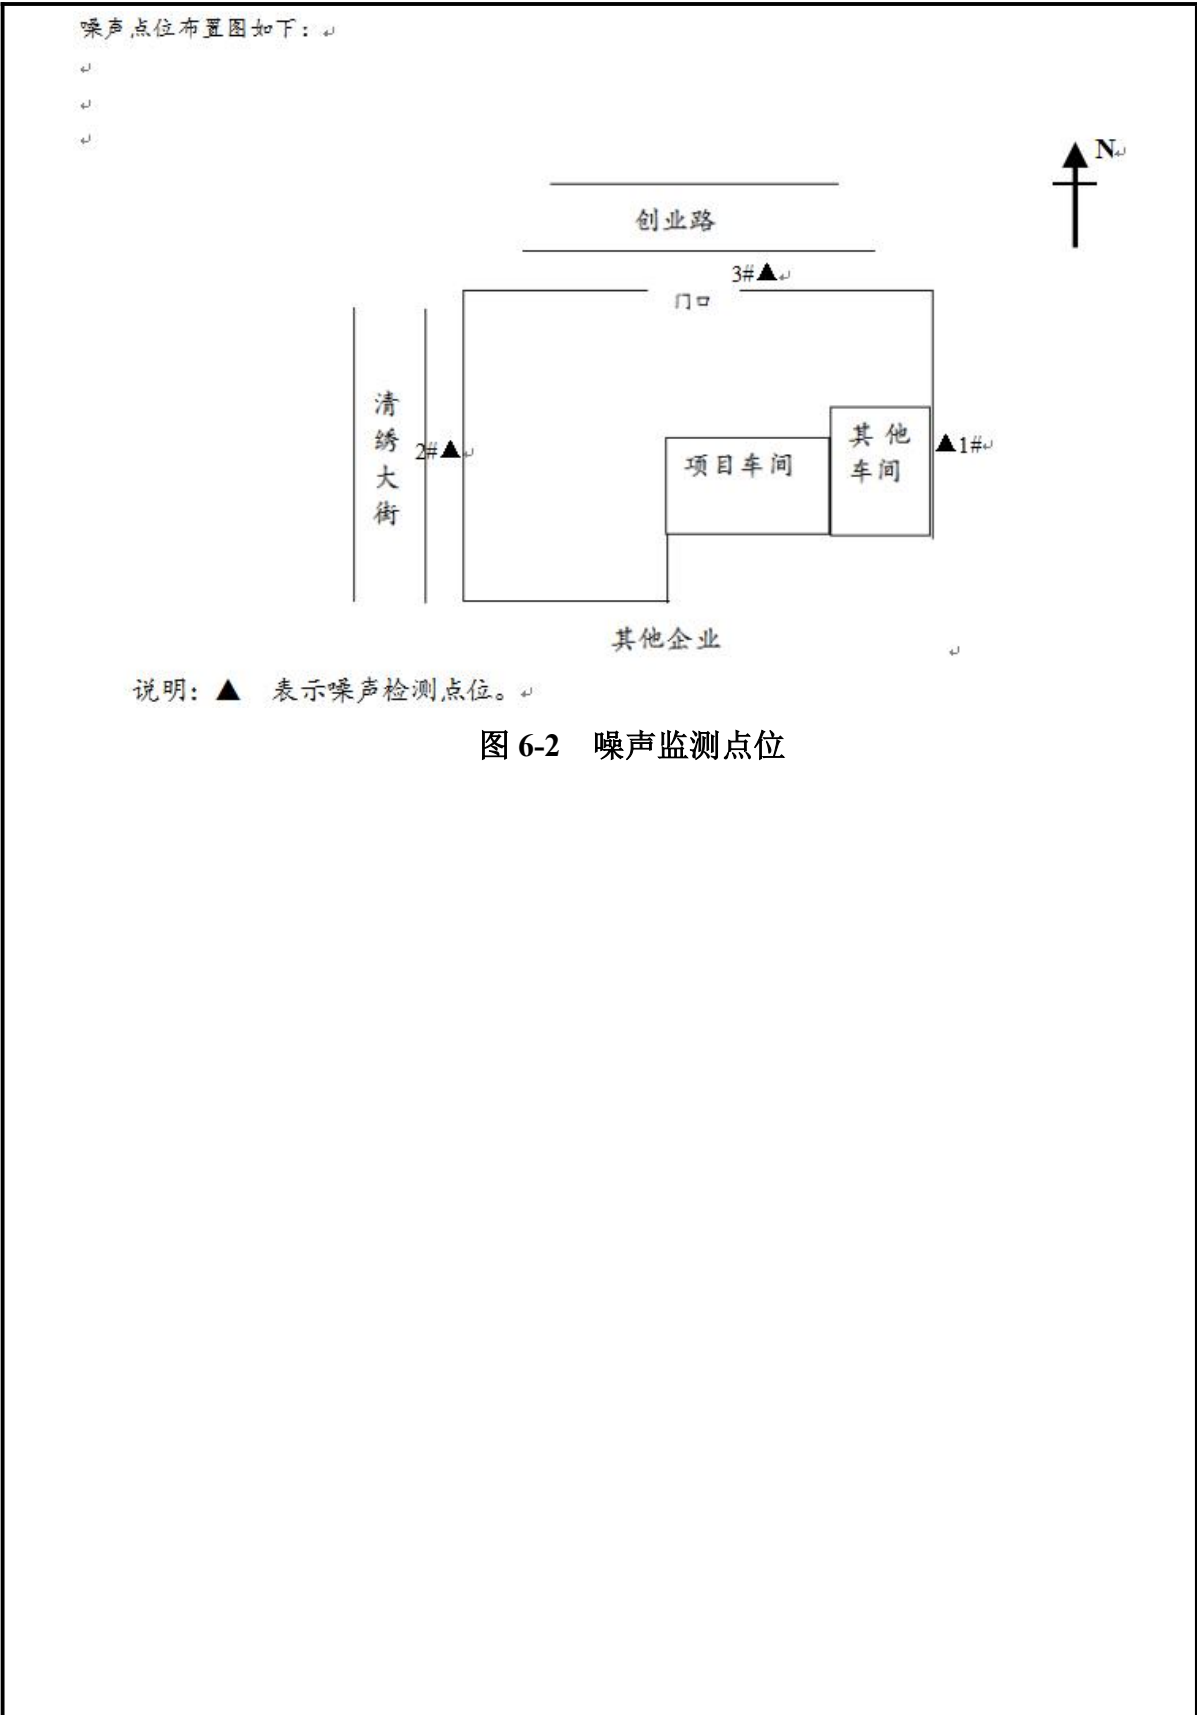 噪声点位布置图如下：
N
创业路
3#▲
门口
清绣大街
2#▲
项目车间
其他车间
▲1#
其他企业
说明：▲ 表示噪声检测点位。
图 6-2 噪声监测点位